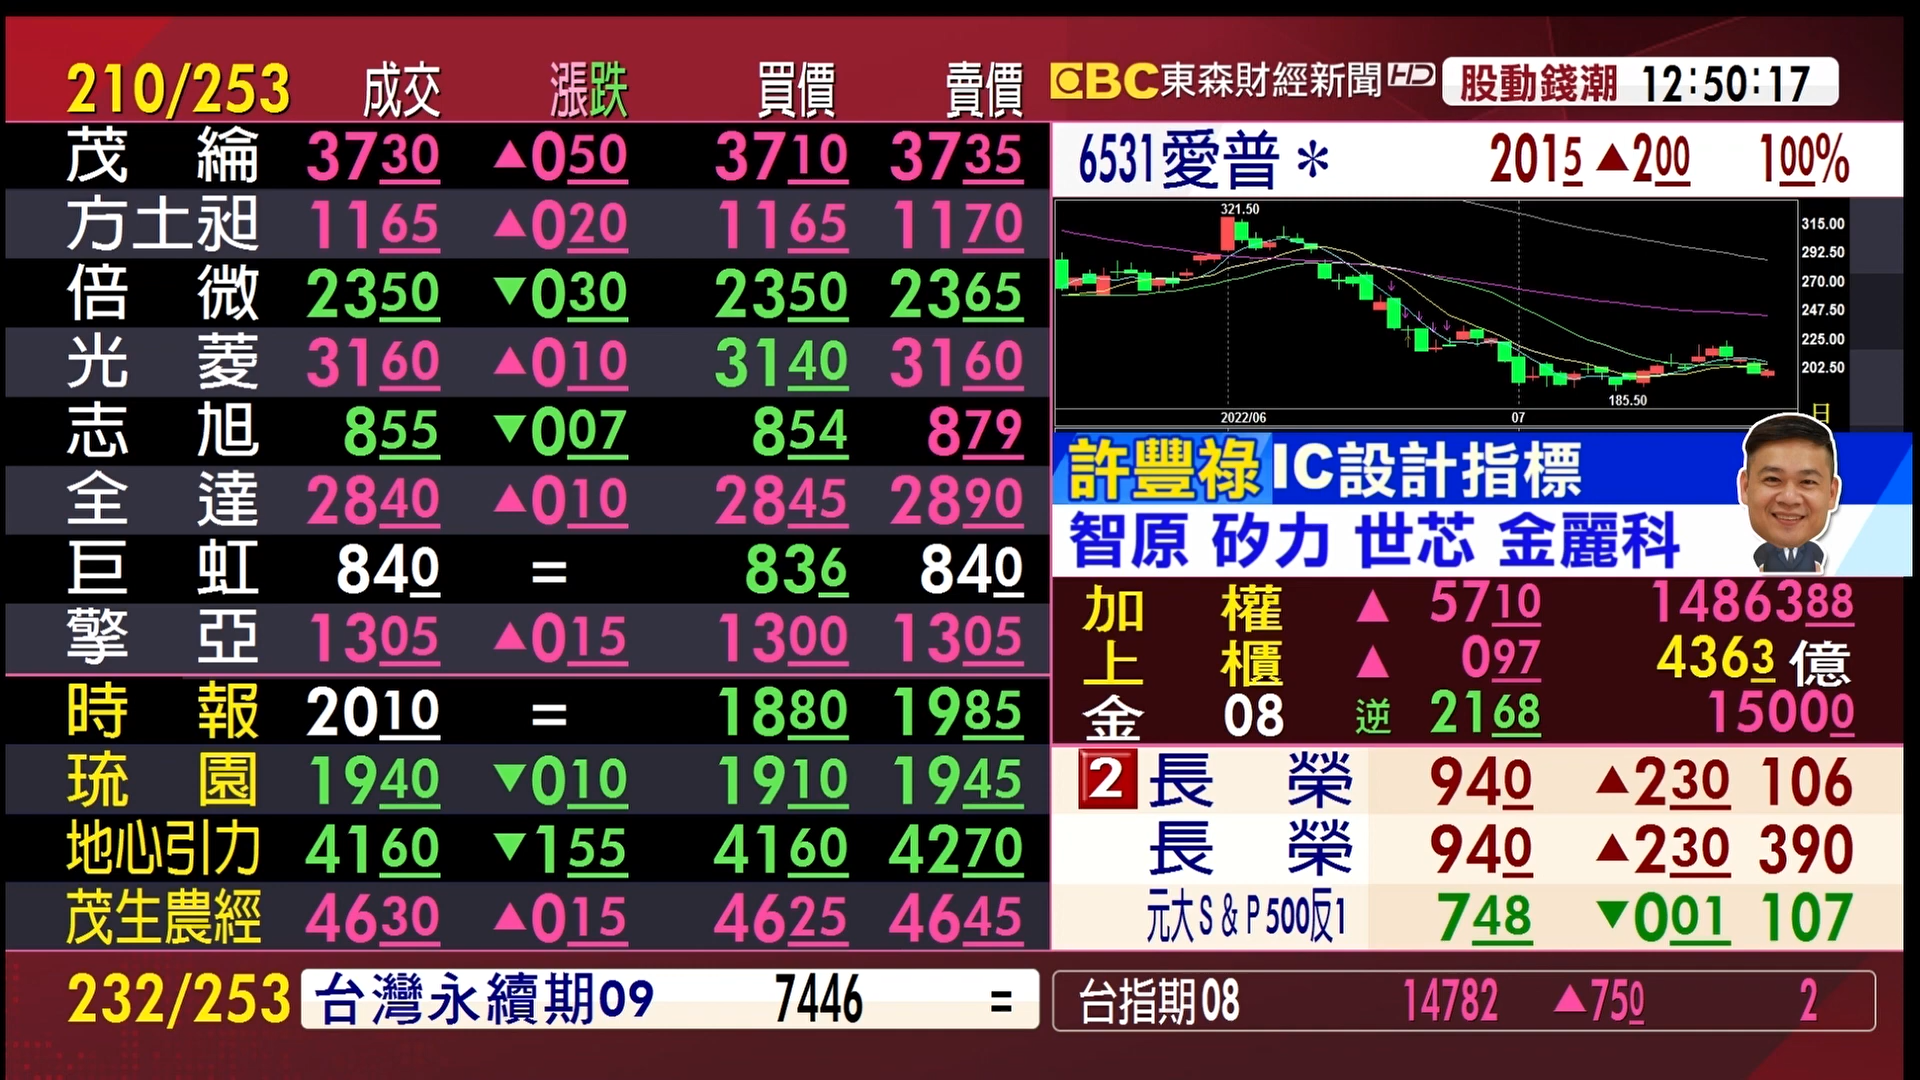 210/253 成交 漲跌 買價 賣價
茂綸 3730 ▲050 3710 3735
方土昶 1165 ▲020 1165 1170
倍微 2350 ▼030 2350 2365
光菱 3160 ▲010 3140 3160
志旭 855 ▼007 854 879
全達 2840 ▲010 2845 2890
巨虹 840 = 836 840
擎亞 1305 ▲015 1300 1305
時報 2010 = 1880 1985
琉園 1940 ▼010 1910 1945
地心引力 4160 ▼155 4160 4270
茂生農經 4630 ▲015 4625 4645
232/253 台灣永續期09 7446 =
EBC東森財經新聞HD 股動錢潮 12:50:17
6531愛普* 2015 ▲200 100%
321.50
315.00
292.50
270.00
247.50
225.00
202.50
185.50
2022/06 07 日
許豐祿 IC設計指標
智原 矽力 世芯 金麗科
加權 ▲ 5710 1486388
上櫃 ▲ 097 4363億
金08 逆 2168 15000
2 長榮 940 ▲230 106
長榮 940 ▲230 390
元大S&P500反1 748 ▼001 107
台指期08 14782 ▲750 2